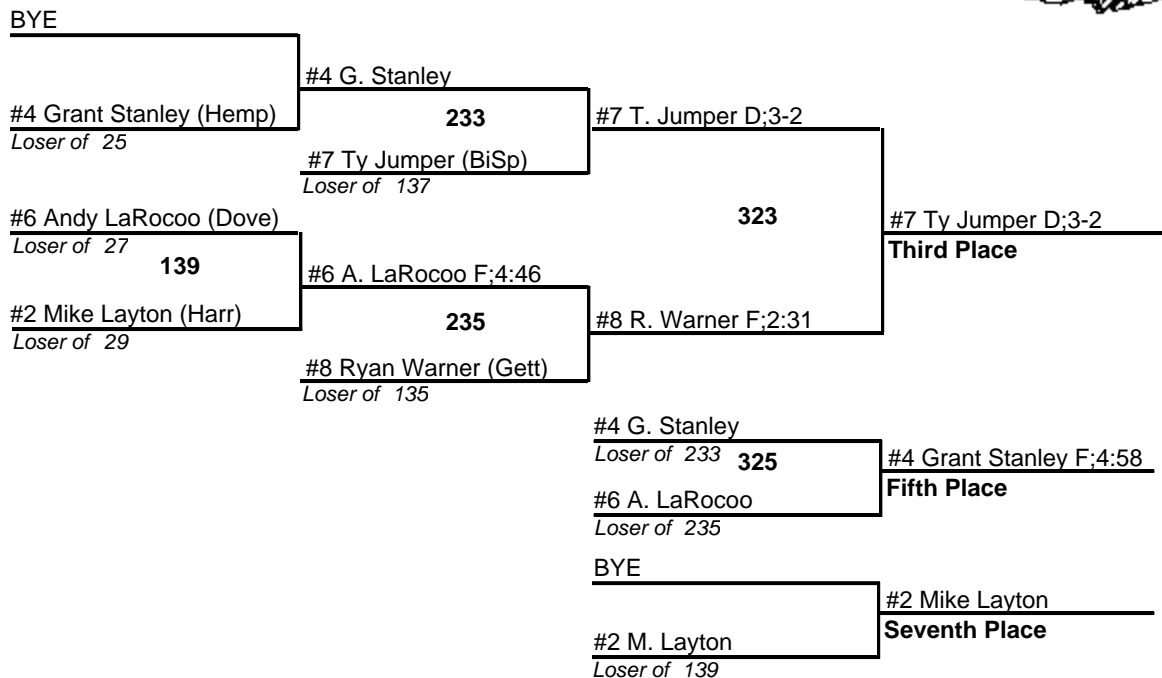 BYE
#4 G. Stanley
#4 Grant Stanley (Hemp)
Loser of 25
233
#7 T. Jumper D;3-2
#7 Ty Jumper (BiSp)
Loser of 137
#6 Andy LaRocoo (Dove)
Loser of 27
139
323
#7 Ty Jumper D;3-2
Third Place
#6 A. LaRocoo F;4:46
#2 Mike Layton (Harr)
Loser of 29
235
#8 R. Warner F;2:31
#8 Ryan Warner (Gett)
Loser of 135
#4 G. Stanley
Loser of 233
325
#4 Grant Stanley F;4:58
Fifth Place
#6 A. LaRocoo
Loser of 235
BYE
#2 Mike Layton
Seventh Place
#2 M. Layton
Loser of 139